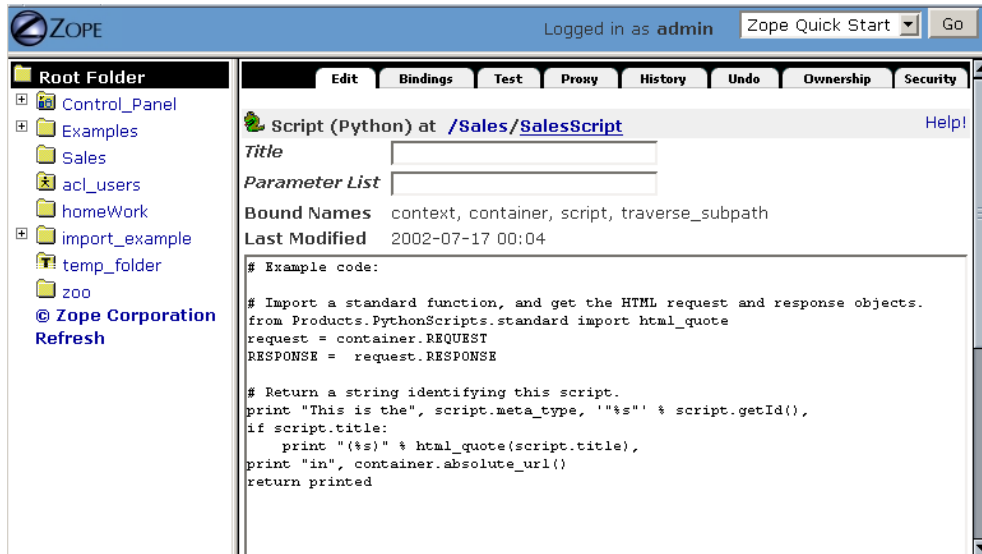 ZOPE
Logged in as admin
Zope Quick Start
Go
Root Folder
Control_Panel
Examples
Sales
acl_users
homeWork
import_example
temp_folder
zoo
© Zope Corporation
Refresh
Edit Bindings Test Proxy History Undo Ownership Security
Script (Python) at /Sales/SalesScript
Help!
Title
Parameter List
Bound Names context, container, script, traverse_subpath
Last Modified 2002-07-17 00:04
# Example code:
# Import a standard function, and get the HTML request and response objects.
from Products.PythonScripts.standard import html_quote
request = container.REQUEST
RESPONSE =  request.RESPONSE
# Return a string identifying this script.
print "This is the", script.meta_type, '"%s"' % script.getId(),
if script.title:
    print "(%s)" % html_quote(script.title),
print "in", container.absolute_url()
return printed